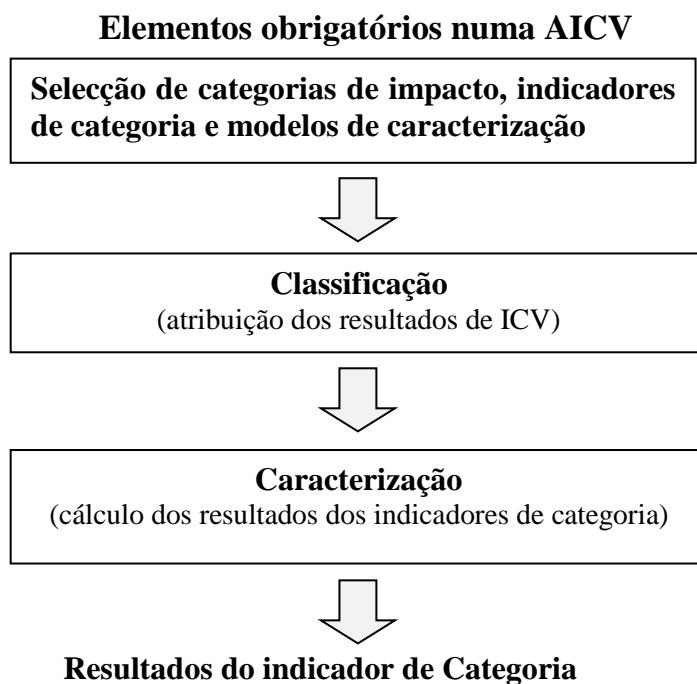 Elementos obrigatórios numa AICV
Selecção de categorias de impacto, indicadores
de categoria e modelos de caracterização
Classificação
(atribuição dos resultados de ICV)
Caracterização
(cálculo dos resultados dos indicadores de categoria)
Resultados do indicador de Categoria